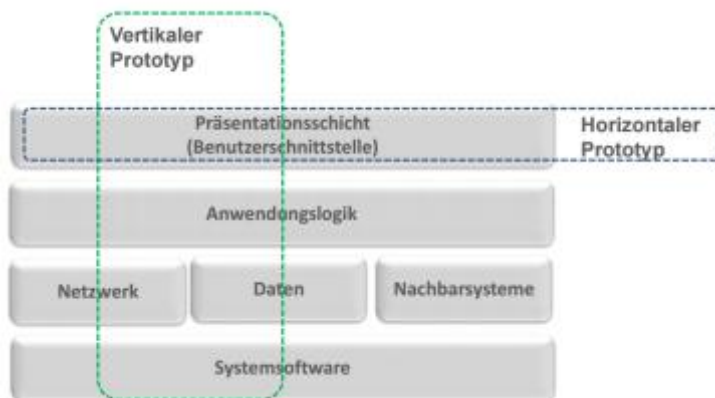 Vertikaler
Prototyp
Präsentationsschicht
(Benutzerschnittstelle)
Horizontaler
Prototyp
Anwendungslogik
Netzwerk
Daten
Nachbarsysteme
Systemsoftware